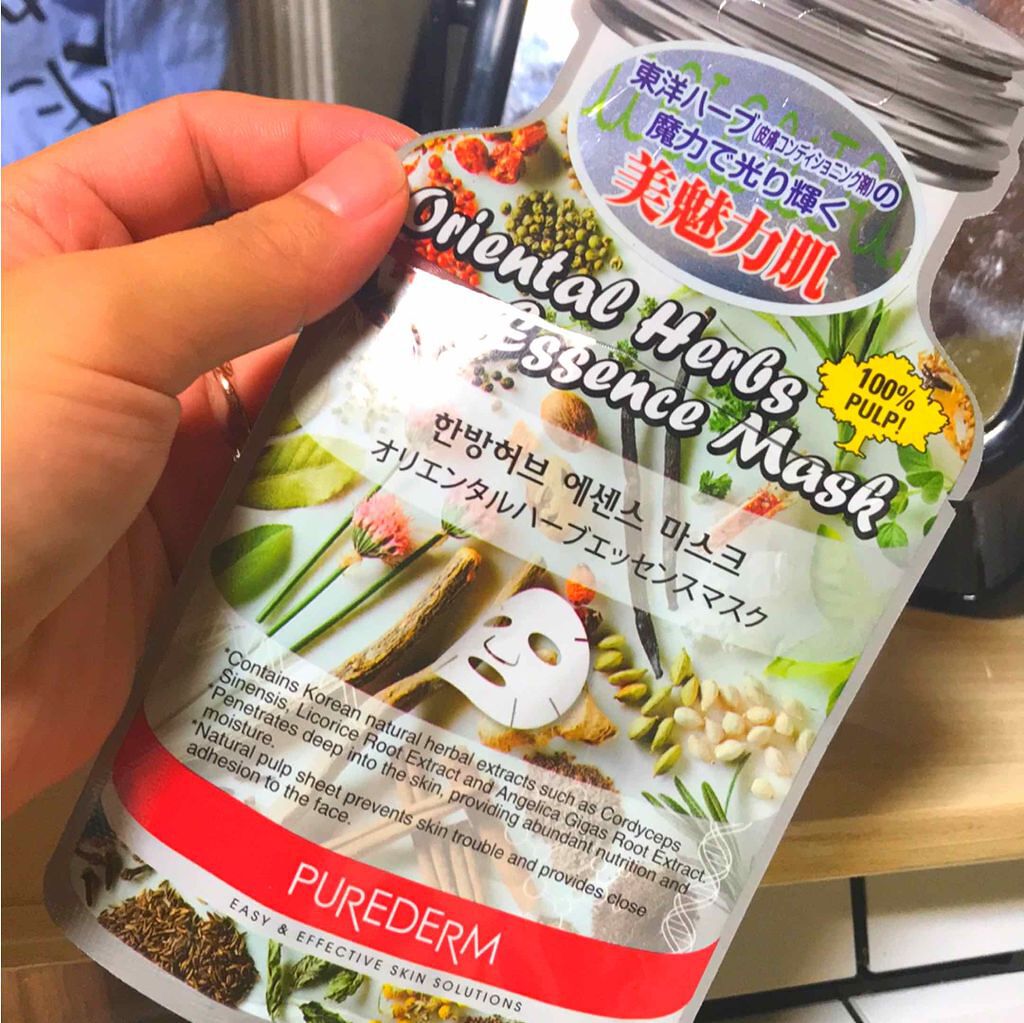 東洋ハーブ(皮膚コンディショニング剤)の
魔力で光り輝く
美魅力肌
Oriental Herbs
Essence Mask
100%
PULP!
한방허브 에센스 마스크
オリエンタルハーブエッセンスマスク
*Contains Korean natural herbal extracts such as Cordyceps
Sinensis, Licorice Root Extract and Angelica Gigas Root Extract.
*Penetrates deep into the skin, providing abundant nutrition and
moisture.
*Natural pulp sheet prevents skin trouble and provides close
adhesion to the face.
PUREDERM
EASY & EFFECTIVE SKIN SOLUTIONS